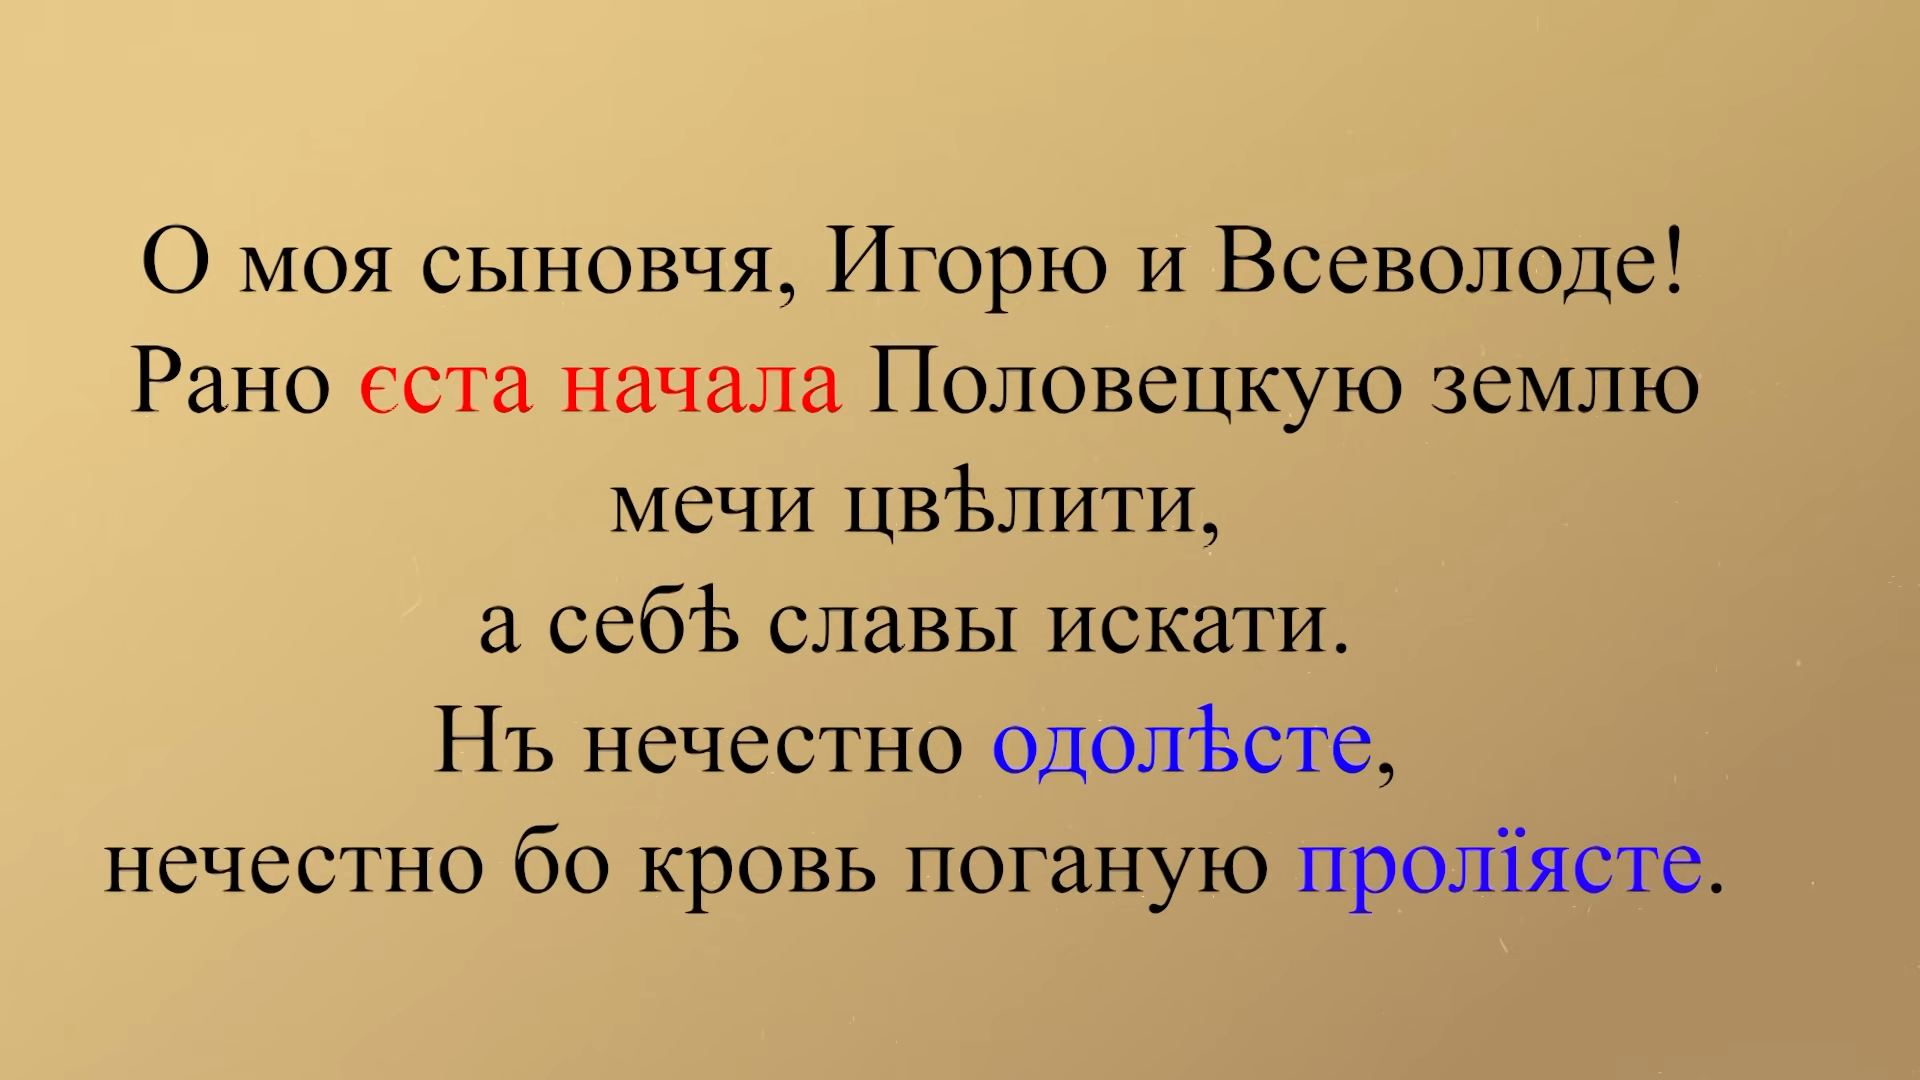 О моя сыновчя, Игорю и Всеволоде!
Рано єста начала Половецкую землю
мечи цвѣлити,
а себѣ славы искати.
Нъ нечестно одолѣсте,
нечестно бо кровь поганую пролїясте.